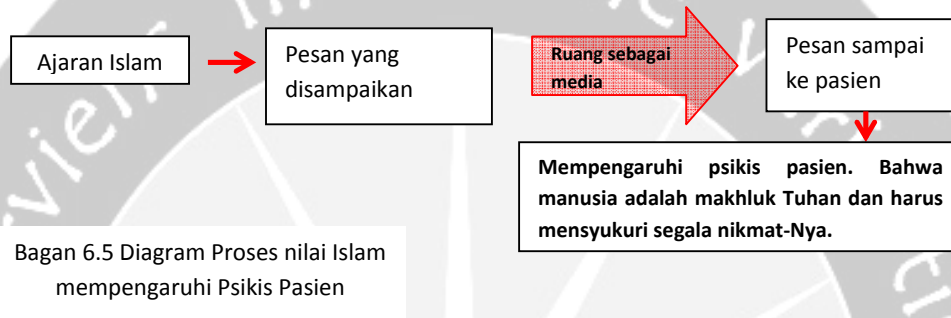 Ajaran Islam
Pesan yang
disampaikan
Ruang sebagai
media
Pesan sampai
ke pasien
Mempengaruhi psikis pasien. Bahwa
manusia adalah makhluk Tuhan dan harus
mensyukuri segala nikmat-Nya.
Bagan 6.5 Diagram Proses nilai Islam
mempengaruhi Psikis Pasien